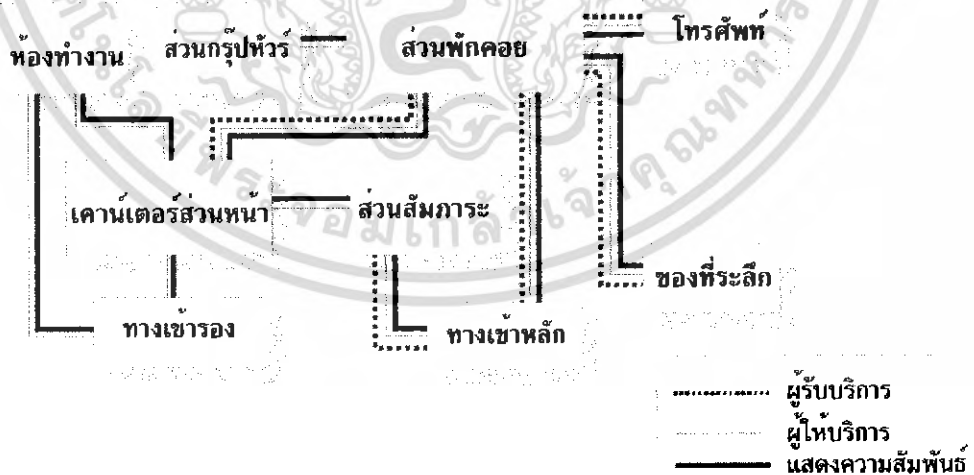 ห้องทำงาน ส่วนกรุ๊ปทัวร์ ส่วนพักคอย โทรศัพท์
เคาน์เตอร์ส่วนหน้า ส่วนสัมภาระ
ของที่ระลึก
ทางเข้ารอง ทางเข้าหลัก
ผู้รับบริการ
ผู้ให้บริการ
แสดงความสัมพันธ์